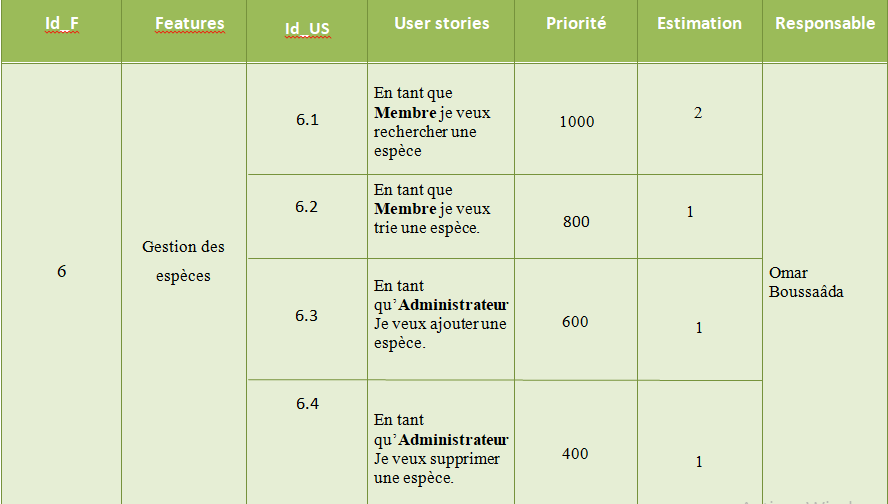 Id_F Features Id_US User stories Priorité Estimation Responsable
6.1
En tant que
Membre je veux
rechercher une
espèce
1000
2
6.2
En tant que
Membre je veux
trie une espèce.
800
1
6
Gestion des
espèces
6.3
En tant
qu’Administrateur
Je veux ajouter une
espèce.
600
1
Omar
Boussaâda
6.4
En tant
qu’Administrateur
Je veux supprimer
une espèce.
400
1